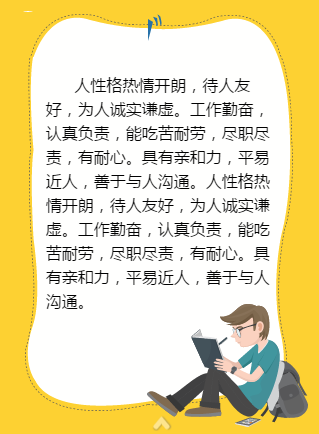 人性格热情开朗，待人友
好，为人诚实谦虚。工作勤奋，
认真负责，能吃苦耐劳，尽职尽
责，有耐心。具有亲和力，平易
近人，善于与人沟通。人性格热
情开朗，待人友好，为人诚实谦
虚。工作勤奋，认真负责，能吃
苦耐劳，尽职尽责，有耐心。具
有亲和力，平易近人，善于与人
沟通。